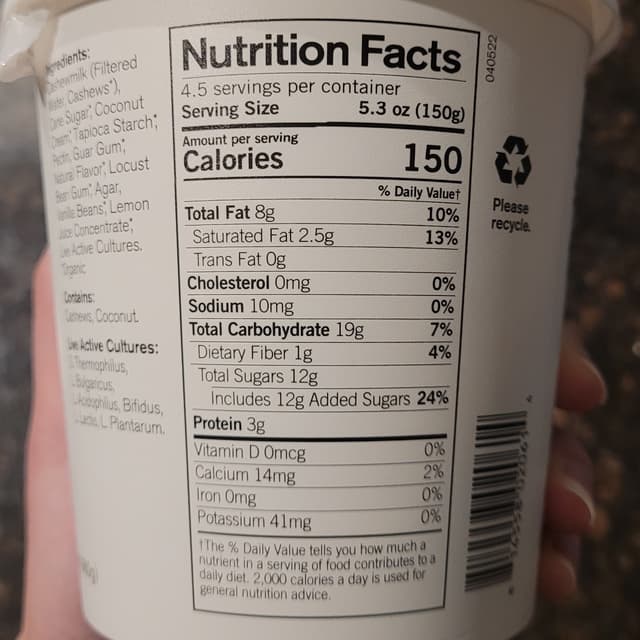 Ingredients:
Cashewmilk (Filtered
Water, Cashews*),
Cane Sugar*, Coconut
Cream*, Tapioca Starch*,
Pectin, Guar Gum*,
Natural Flavor*, Locust
Bean Gum*, Agar,
Vanilla Beans*, Lemon
Juice Concentrate*,
Live Active Cultures.
*Organic
Contains:
Cashews, Coconut.
Live Active Cultures:
S. Thermophilus,
L. Bulgaricus,
L. Acidophilus, Bifidus,
L. Lactis, L. Plantarum.
Nutrition Facts
4.5 servings per container
Serving Size 5.3 oz (150g)
Amount per serving
Calories 150
% Daily Value†
Total Fat 8g 10%
Saturated Fat 2.5g 13%
Trans Fat 0g
Cholesterol 0mg 0%
Sodium 10mg 0%
Total Carbohydrate 19g 7%
Dietary Fiber 1g 4%
Total Sugars 12g
Includes 12g Added Sugars 24%
Protein 3g
Vitamin D 0mcg 0%
Calcium 14mg 2%
Iron 0mg 0%
Potassium 41mg 0%
†The % Daily Value tells you how much a
nutrient in a serving of food contributes to a
daily diet. 2,000 calories a day is used for
general nutrition advice.
040522
Please
recycle.